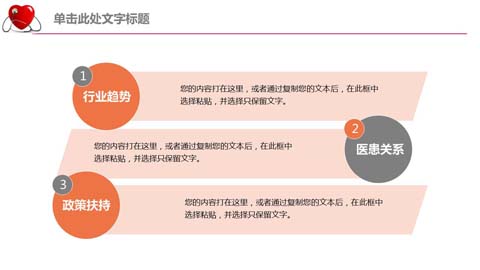 单击此处文字标题
1
行业趋势
您的内容打在这里，或者通过复制您的文本后，在此框中
选择粘贴，并选择只保留文字。
2
医患关系
您的内容打在这里，或者通过复制您的文本后，在此框中
选择粘贴，并选择只保留文字。
3
政策扶持
您的内容打在这里，或者通过复制您的文本后，在此框中
选择粘贴，并选择只保留文字。